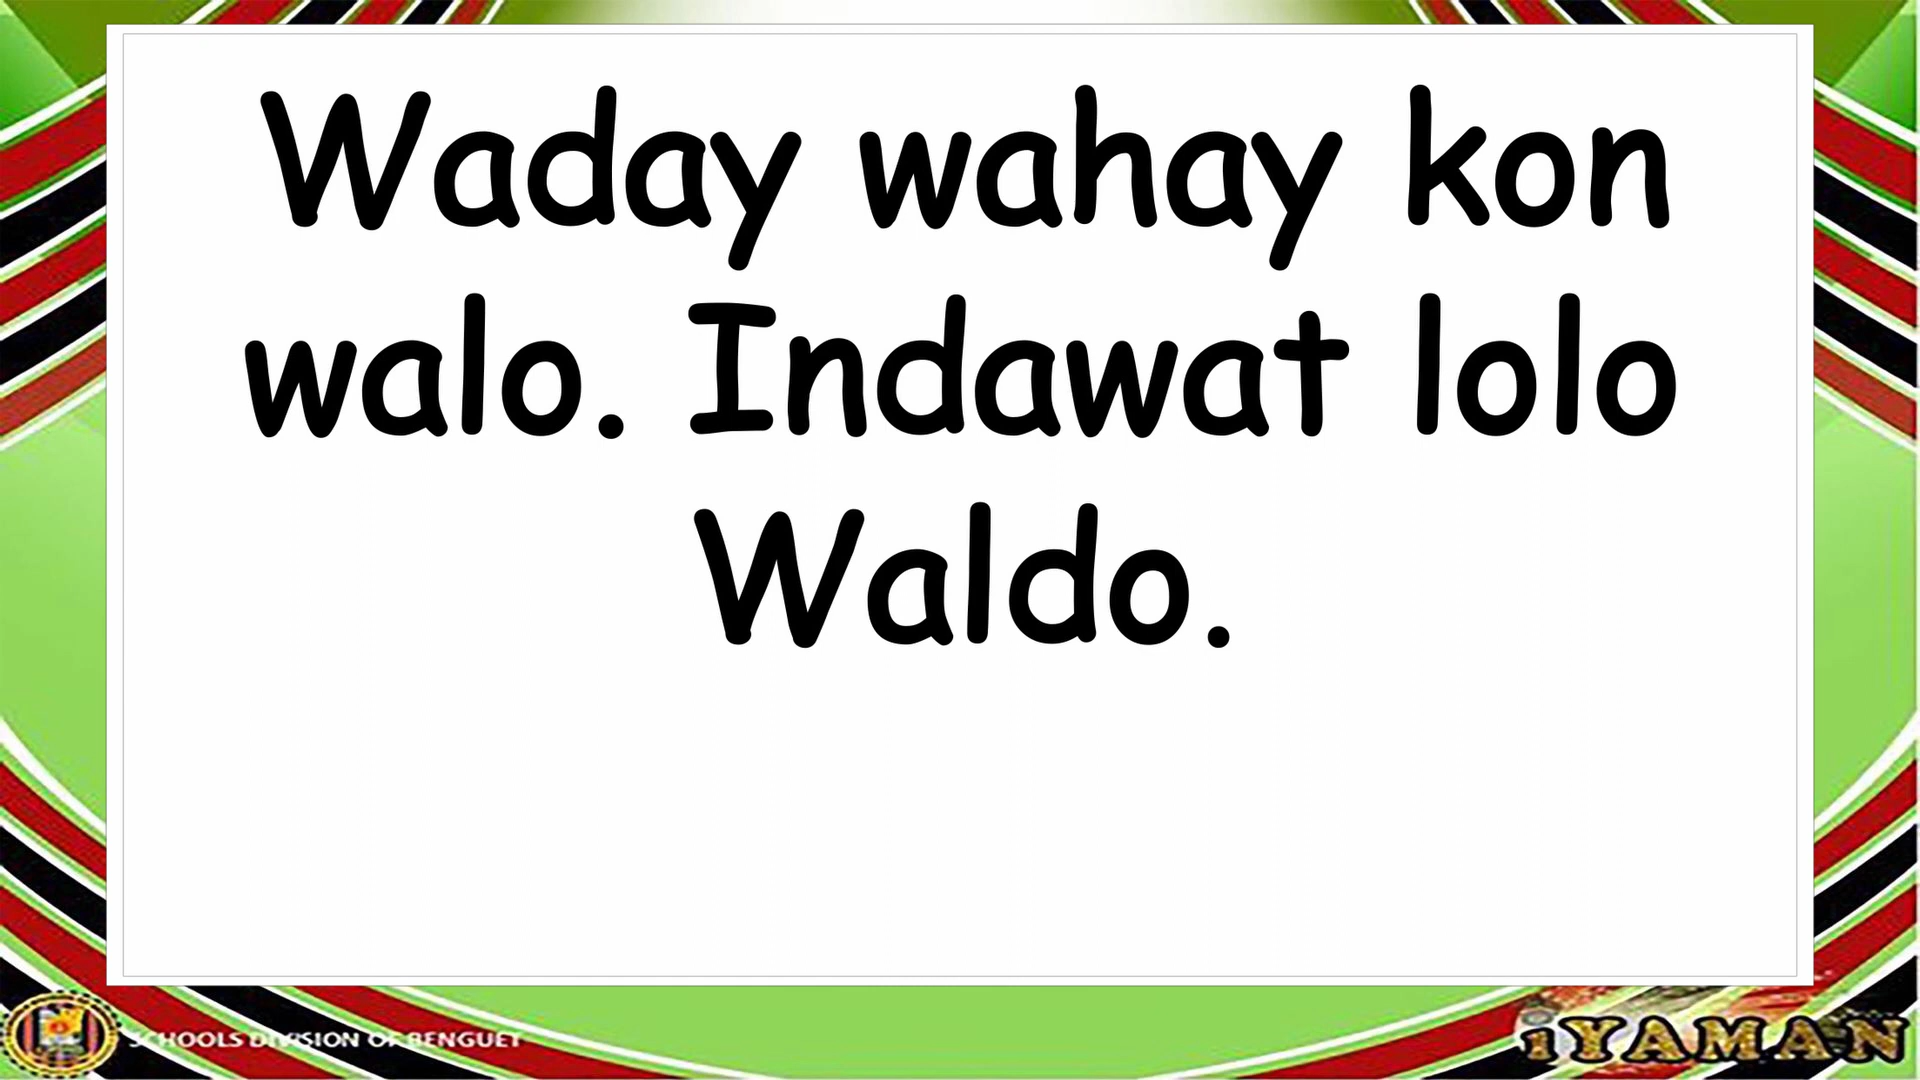 Waday wahay kon
walo. Indawat lolo
Waldo.
SCHOOLS DIVISION OF BENGUET
iYAMAN